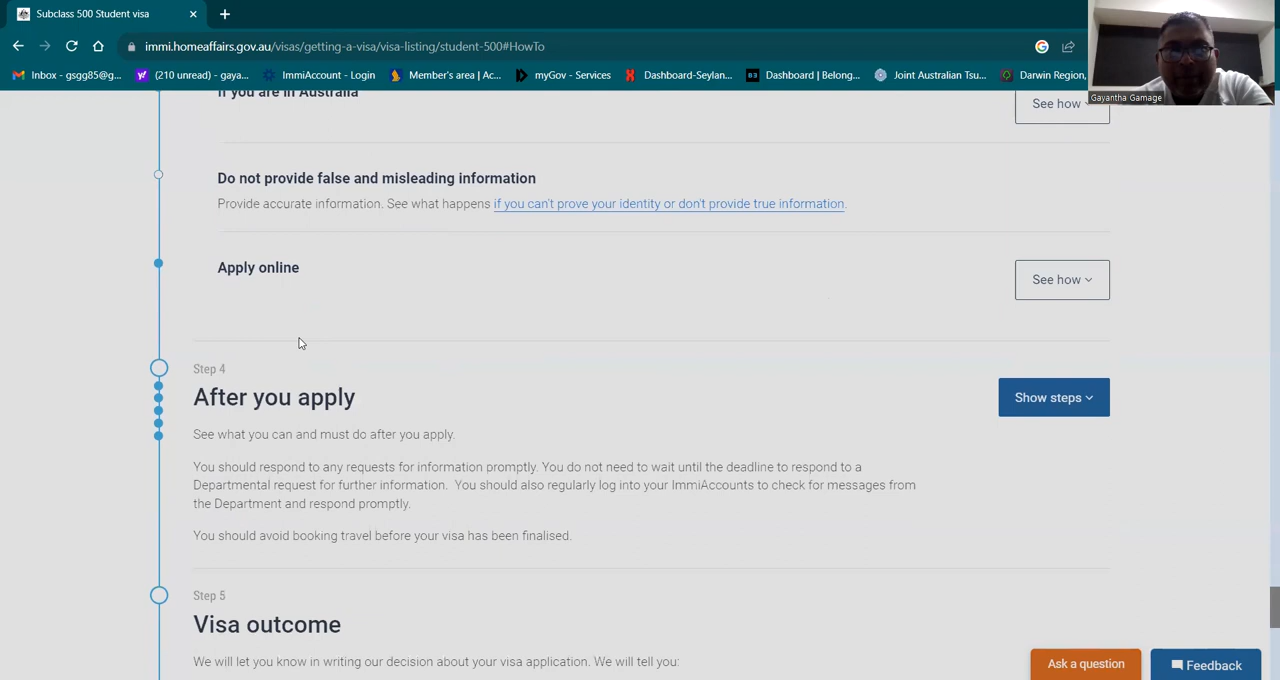 Subclass 500 Student visa
immi.homeaffairs.gov.au/visas/getting-a-visa/visa-listing/student-500#HowTo
Inbox - gsgg85@g... (210 unread) - gaya... ImmiAccount - Login Member's area | Ac... myGov - Services Dashboard-Seylan... Dashboard | Belong... Joint Australian Tsu... Darwin Region,
Gayantha Gamage
If you are in Australia
See how
Do not provide false and misleading information
Provide accurate information. See what happens if you can't prove your identity or don't provide true information.
Apply online
See how
Step 4
After you apply
Show steps
See what you can and must do after you apply.
You should respond to any requests for information promptly. You do not need to wait until the deadline to respond to a
Departmental request for further information. You should also regularly log into your ImmiAccounts to check for messages from
the Department and respond promptly.
You should avoid booking travel before your visa has been finalised.
Step 5
Visa outcome
We will let you know in writing our decision about your visa application. We will tell you:
Ask a question
Feedback